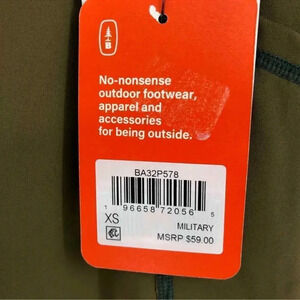 B
No-nonsense
outdoor footwear,
apparel and
accessories
for being outside.
BA32P578
1 96658 72056 5
XS
MILITARY
MSRP $59.00